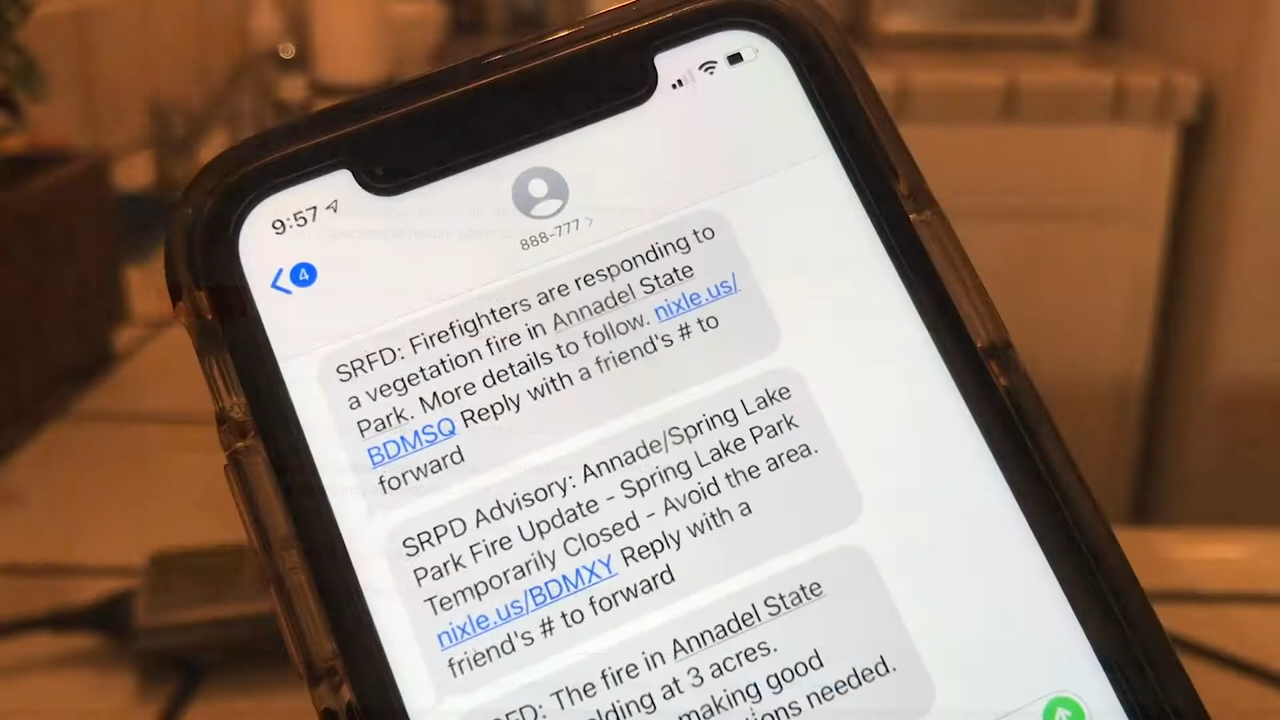 9:57
4
888-777 >
SRFD: Firefighters are responding to
a vegetation fire in Annadel State
Park. More details to follow. nixle.us/
BDMSQ Reply with a friend's # to
forward
SRPD Advisory: Annade/Spring Lake
Park Fire Update - Spring Lake Park
Temporarily Closed - Avoid the area.
nixle.us/BDMXY Reply with a
friend's # to forward
FD: The fire in Annadel State
lding at 3 acres.
making good
ons needed.